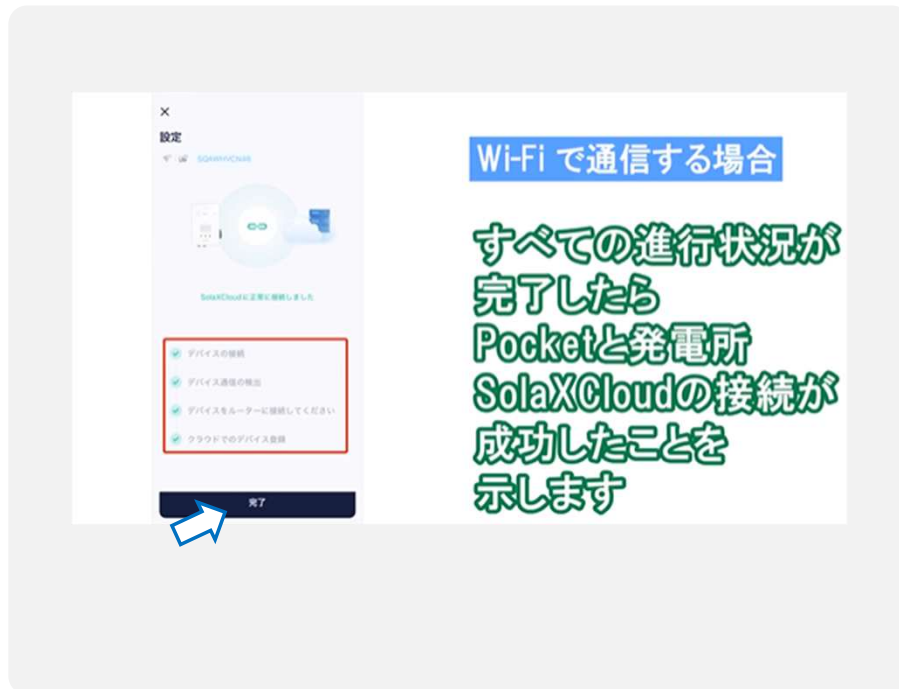 ×
設定
SolaXCloudに正常に接続しました
デバイスの接続
デバイス通信の検出
デバイスをルーターに接続してください
クラウドでのデバイス登録
完了
Wi-Fi で通信する場合
すべての進行状況が
完了したら
Pocketと発電所
SolaXCloudの接続が
成功したことを
示します